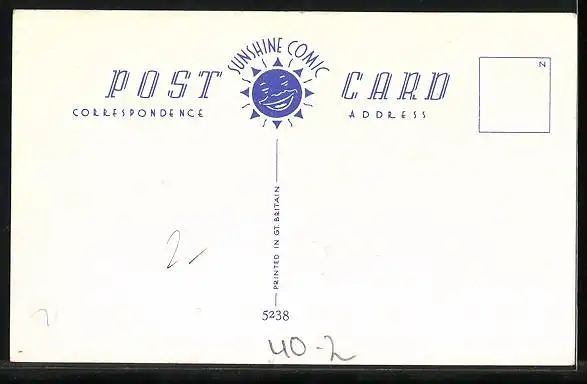 SUNSHINE COMIC
POST CARD
CORRESPONDENCE
ADDRESS
N
PRINTED IN GT. BRITAIN
2
5238
40-2